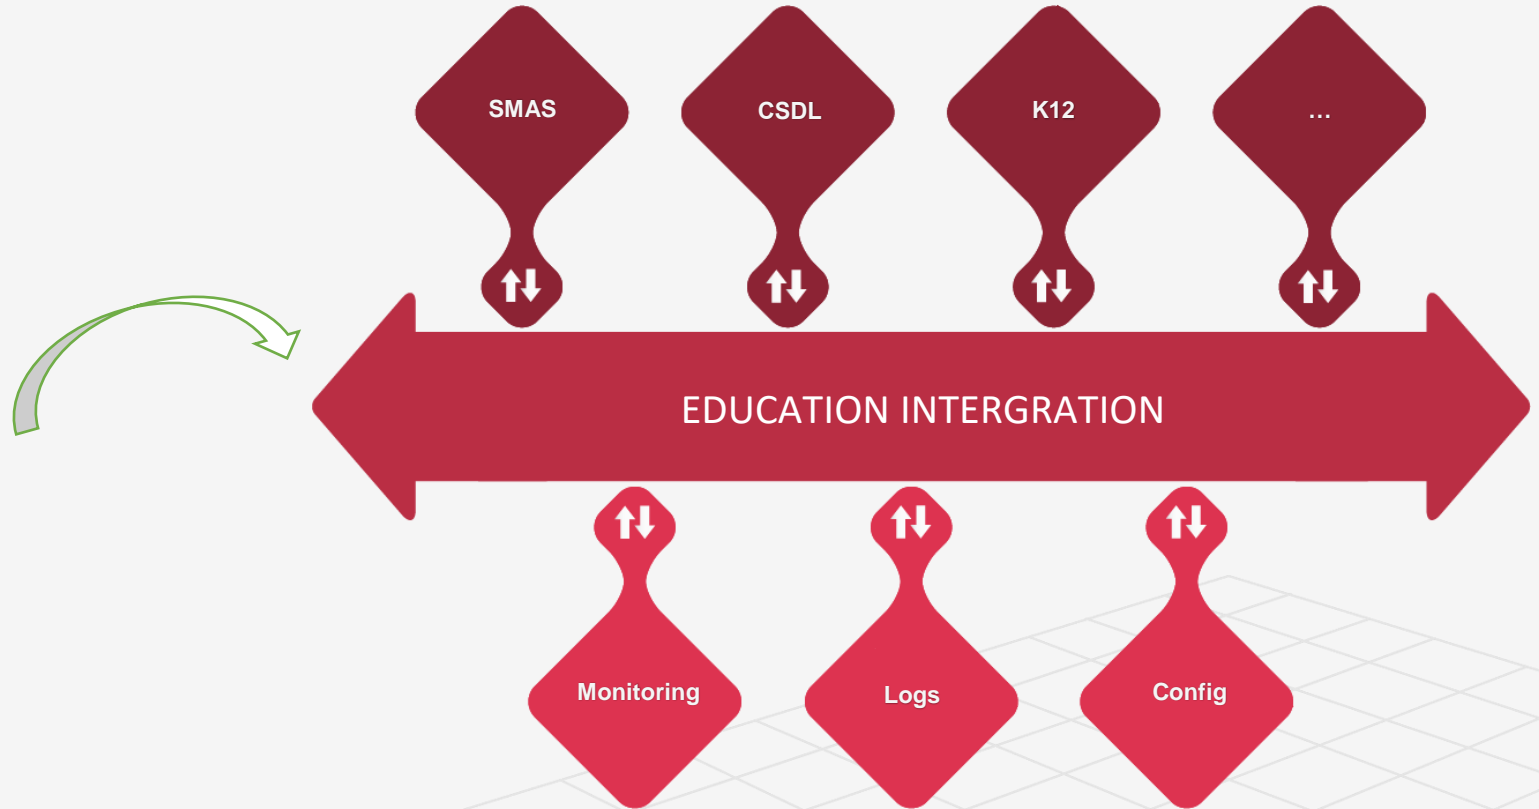 SMAS
CSDL
K12
...
EDUCATION INTERGRATION
Monitoring
Logs
Config